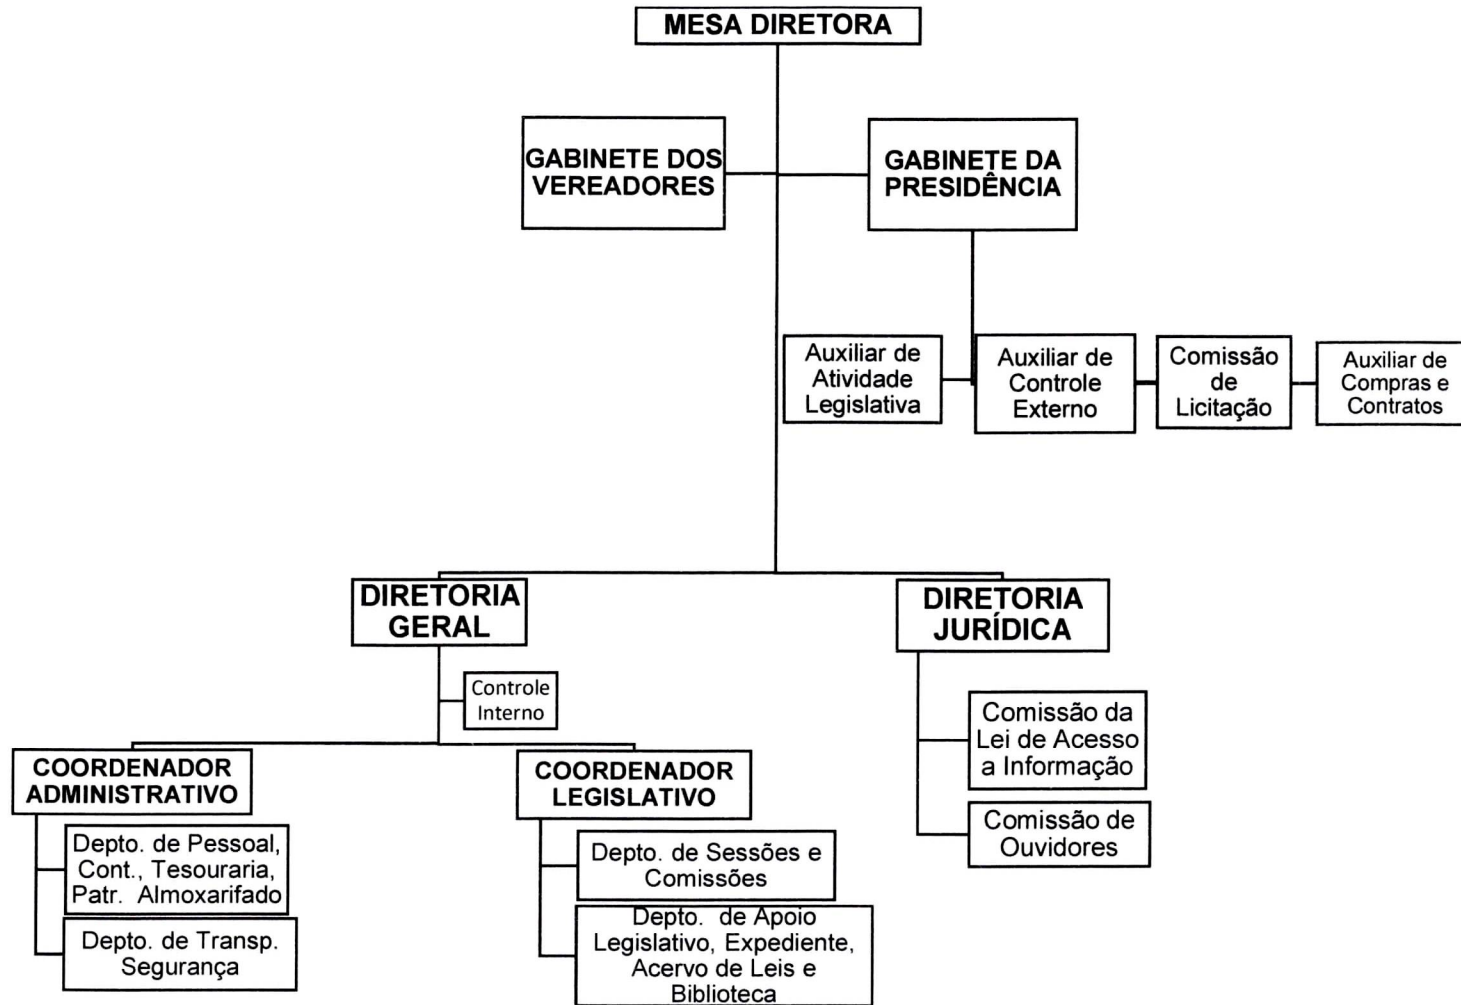 MESA DIRETORA
GABINETE DOS
VEREADORES
GABINETE DA
PRESIDÊNCIA
Auxiliar de
Atividade
Legislativa
Auxiliar de
Controle
Externo
Comissão
de
Licitação
Auxiliar de
Compras e
Contratos
DIRETORIA
GERAL
DIRETORIA
JURÍDICA
Controle
Interno
Comissão da
Lei de Acesso
a Informação
Comissão de
Ouvidores
COORDENADOR
ADMINISTRATIVO
COORDENADOR
LEGISLATIVO
Depto. de Pessoal,
Cont., Tesouraria,
Patr. Almoxarifado
Depto. de Transp.
Segurança
Depto. de Sessões e
Comissões
Depto. de Apoio
Legislativo, Expediente,
Acervo de Leis e
Biblioteca